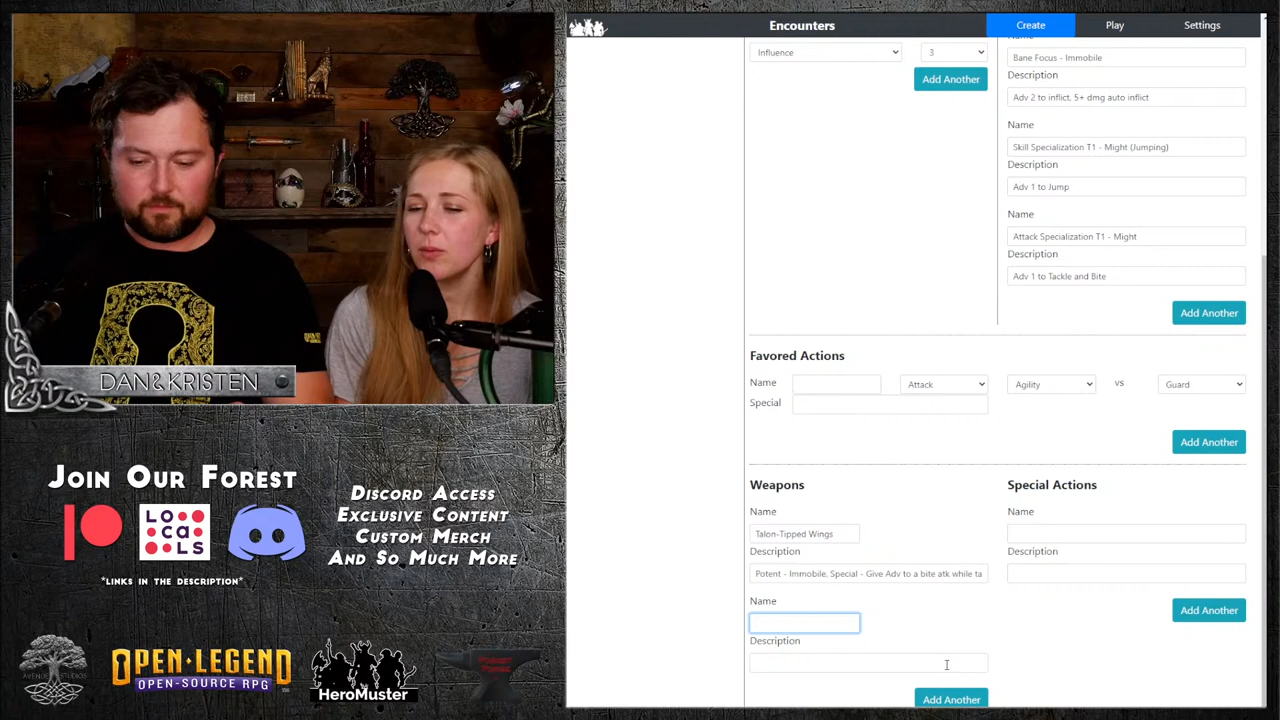 Encounters
Create
Play
Settings
Influence
3
Add Another
Name
Bane Focus - Immobile
Description
Adv 2 to inflict, 5+ dmg auto inflict
Name
Skill Specialization T1 - Might (Jumping)
Description
Adv 1 to Jump
Name
Attack Specialization T1 - Might
Description
Adv 1 to Tackle and Bite
Add Another
Favored Actions
Name
Attack
Agility
vs
Guard
Special
Add Another
Weapons
Name
Talon-Tipped Wings
Description
Potent - Immobile, Special - Give Adv to a bite atk while ta
Name
Description
Add Another
Special Actions
Name
Description
Add Another
DAN & KRISTEN
JOIN OUR FOREST
LO
CA
LS
*LINKS IN THE DESCRIPTION*
DISCORD ACCESS
EXCLUSIVE CONTENT
CUSTOM MERCH
AND SO MUCH MORE
OPEN LEGEND
OPEN-SOURCE RPG
HeroMuster